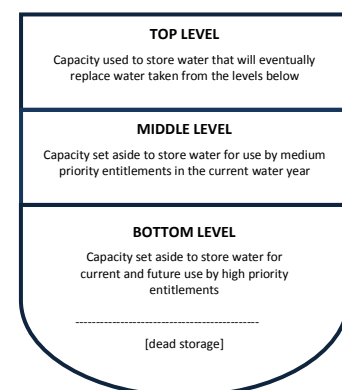 TOP LEVEL
Capacity used to store water that will eventually
replace water taken from the levels below
MIDDLE LEVEL
Capacity set aside to store water for use by medium
priority entitlements in the current water year
BOTTOM LEVEL
Capacity set aside to store water for
current and future use by high priority
entitlements
[dead storage]